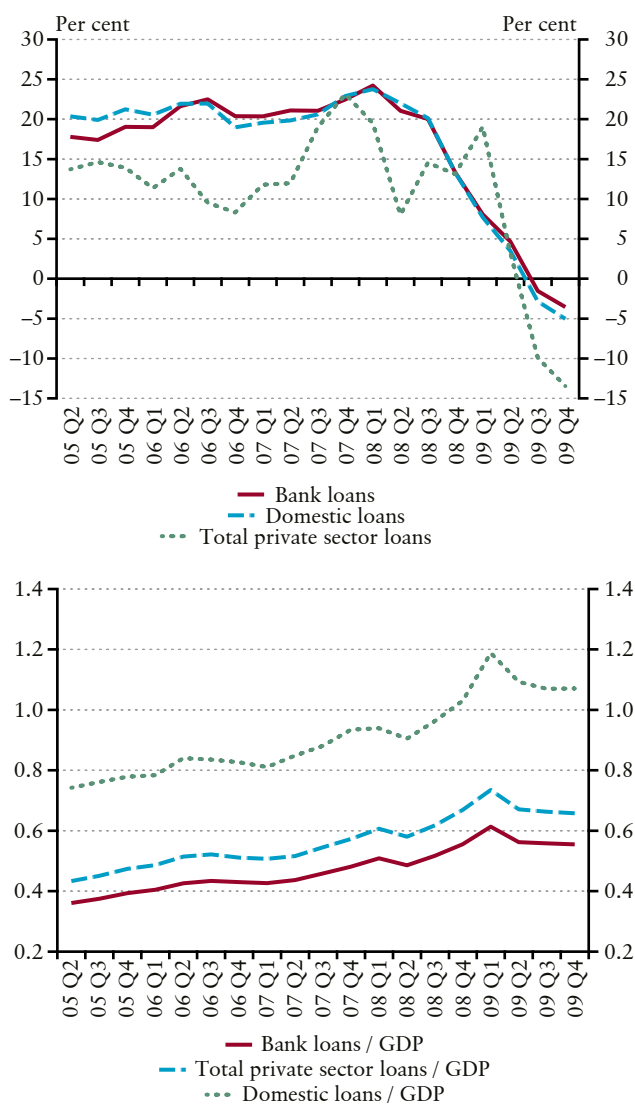 Per cent Per cent
30 30
25 25
20 20
15 15
10 10
5 5
0 0
–5 –5
–10 –10
–15 –15
05 Q2 05 Q3 05 Q4 06 Q1 06 Q2 06 Q3 06 Q4 07 Q1 07 Q2 07 Q3 07 Q4 08 Q1 08 Q2 08 Q3 08 Q4 09 Q1 09 Q2 09 Q3 09 Q4
Bank loans
Domestic loans
Total private sector loans
1.4 1.4
1.2 1.2
1.0 1.0
0.8 0.8
0.6 0.6
0.4 0.4
0.2 0.2
05 Q2 05 Q3 05 Q4 06 Q1 06 Q2 06 Q3 06 Q4 07 Q1 07 Q2 07 Q3 07 Q4 08 Q1 08 Q2 08 Q3 08 Q4 09 Q1 09 Q2 09 Q3 09 Q4
Bank loans / GDP
Total private sector loans / GDP
Domestic loans / GDP